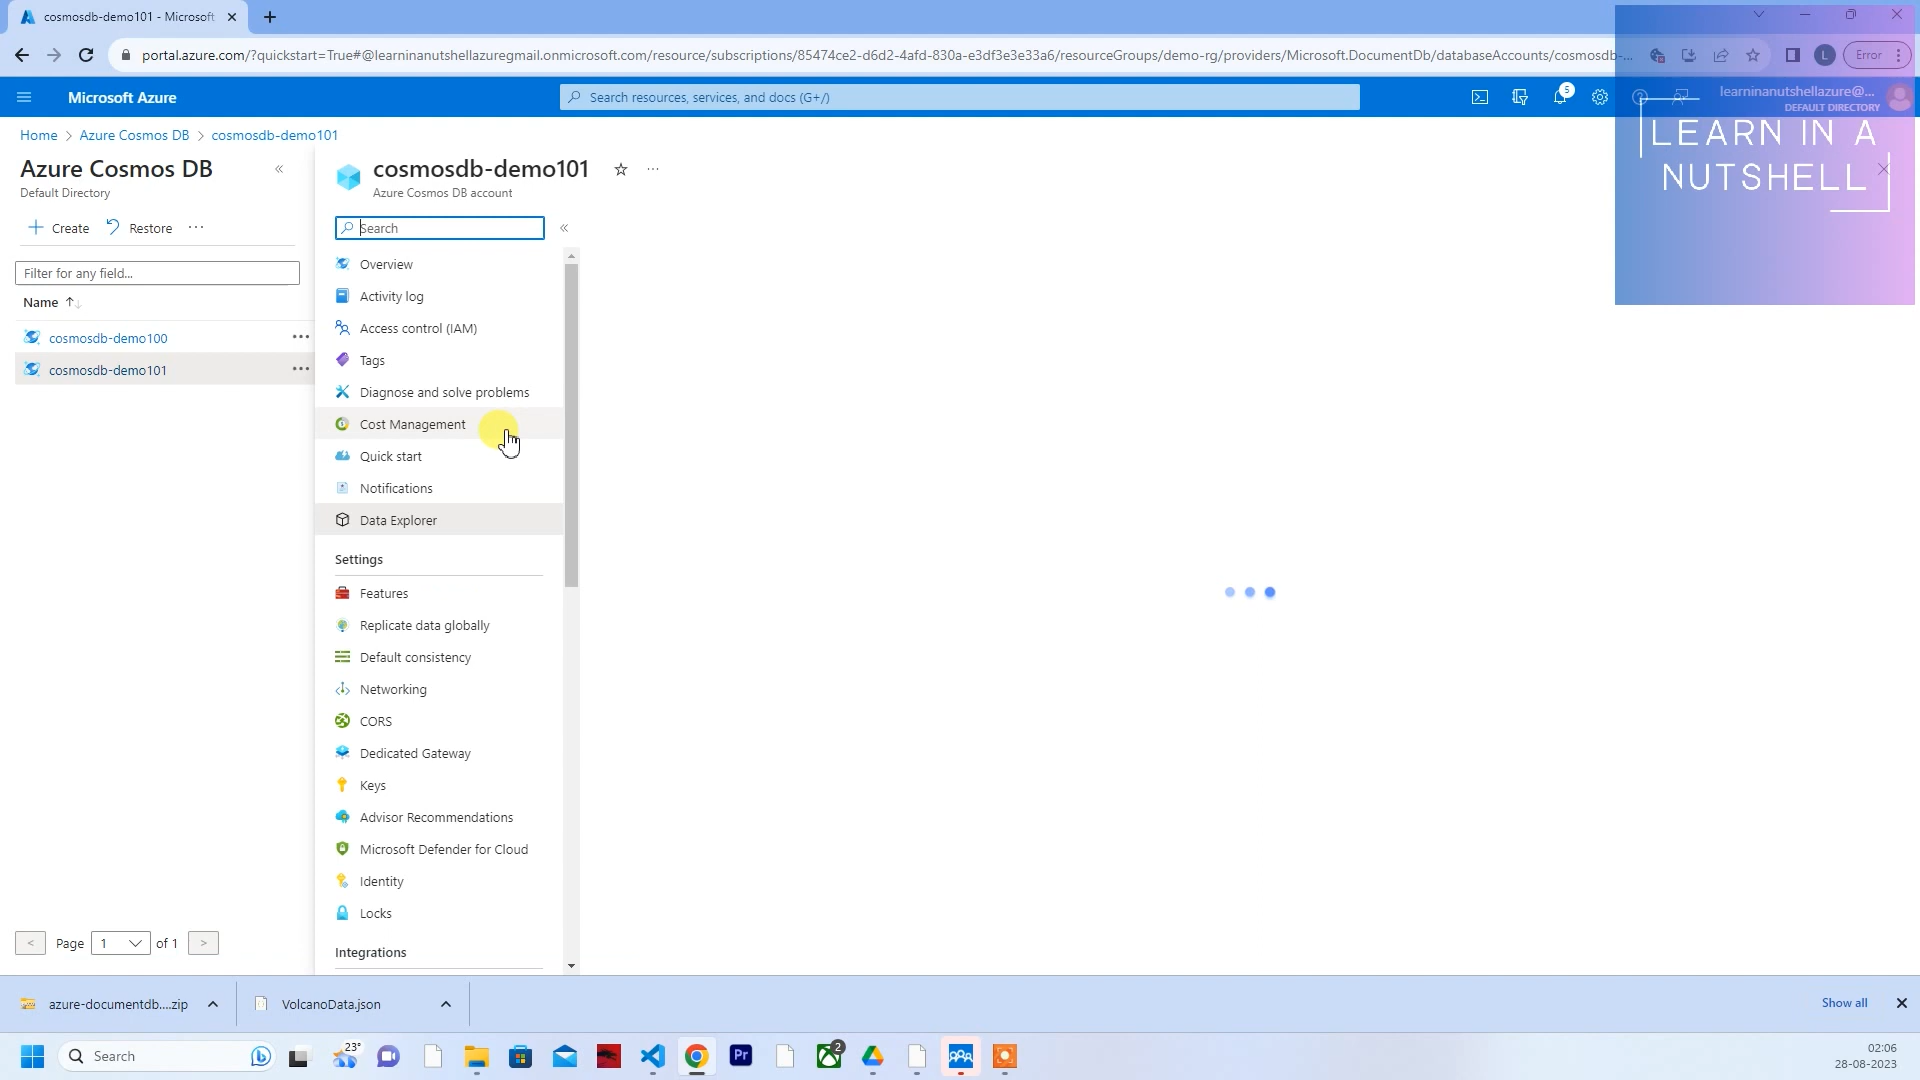 cosmosdb-demo101 - Microsoft
portal.azure.com/?quickstart=True#@learninanutshellazuregmail.onmicrosoft.com/resource/subscriptions/85474ce2-d6d2-4afd-830a-e3df3e3e33a6/resourceGroups/demo-rg/providers/Microsoft.DocumentDb/databaseAccounts/cosmosdb-...
L
Error
Microsoft Azure
Search resources, services, and docs (G+/)
5
learninanutshellazure@...
DEFAULT DIRECTORY
LEARN IN A
NUTSHELL
Home > Azure Cosmos DB > cosmosdb-demo101
Azure Cosmos DB
Default Directory
Create
Restore
Filter for any field...
Name
cosmosdb-demo100
cosmosdb-demo101
Page 1 of 1
cosmosdb-demo101
Azure Cosmos DB account
Search
Overview
Activity log
Access control (IAM)
Tags
Diagnose and solve problems
Cost Management
Quick start
Notifications
Data Explorer
Settings
Features
Replicate data globally
Default consistency
Networking
CORS
Dedicated Gateway
Keys
Advisor Recommendations
Microsoft Defender for Cloud
Identity
Locks
Integrations
azure-documentdb....zip
VolcanoData.json
Show all
Search
23°
Pr
2
02:06
28-08-2023